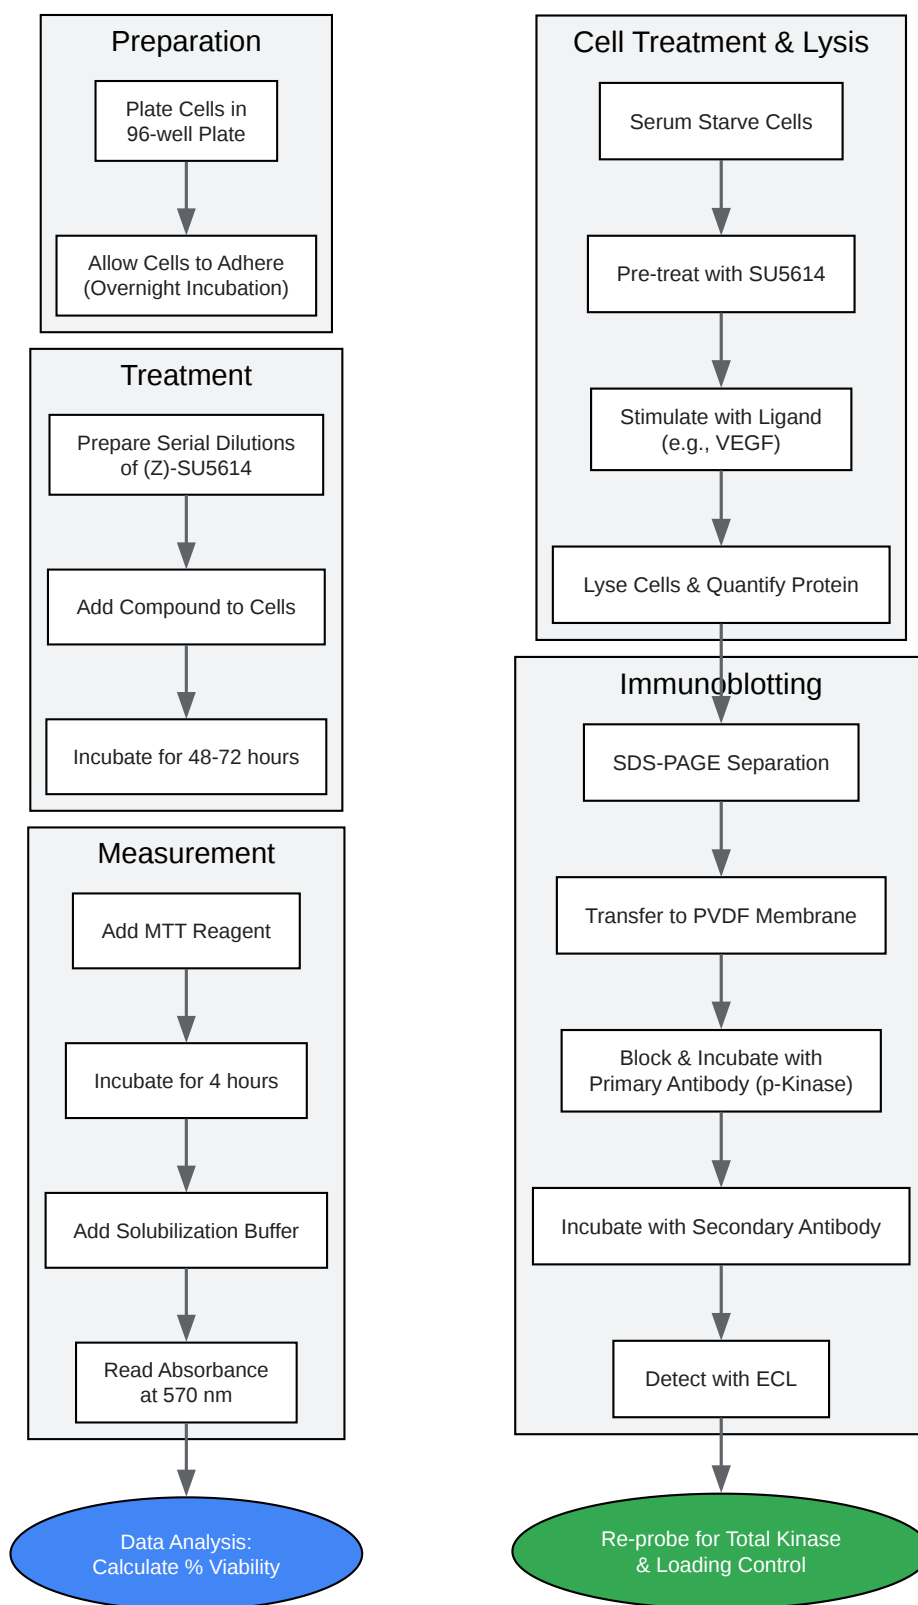 Preparation
Plate Cells in
96-well Plate
Allow Cells to Adhere
(Overnight Incubation)
Treatment
Prepare Serial Dilutions
of (Z)-SU5614
Add Compound to Cells
Incubate for 48-72 hours
Measurement
Add MTT Reagent
Incubate for 4 hours
Add Solubilization Buffer
Read Absorbance
at 570 nm
Data Analysis:
Calculate % Viability
Cell Treatment & Lysis
Serum Starve Cells
Pre-treat with SU5614
Stimulate with Ligand
(e.g., VEGF)
Lyse Cells & Quantify Protein
Immunoblotting
SDS-PAGE Separation
Transfer to PVDF Membrane
Block & Incubate with
Primary Antibody (p-Kinase)
Incubate with Secondary Antibody
Detect with ECL
Re-probe for Total Kinase
& Loading Control